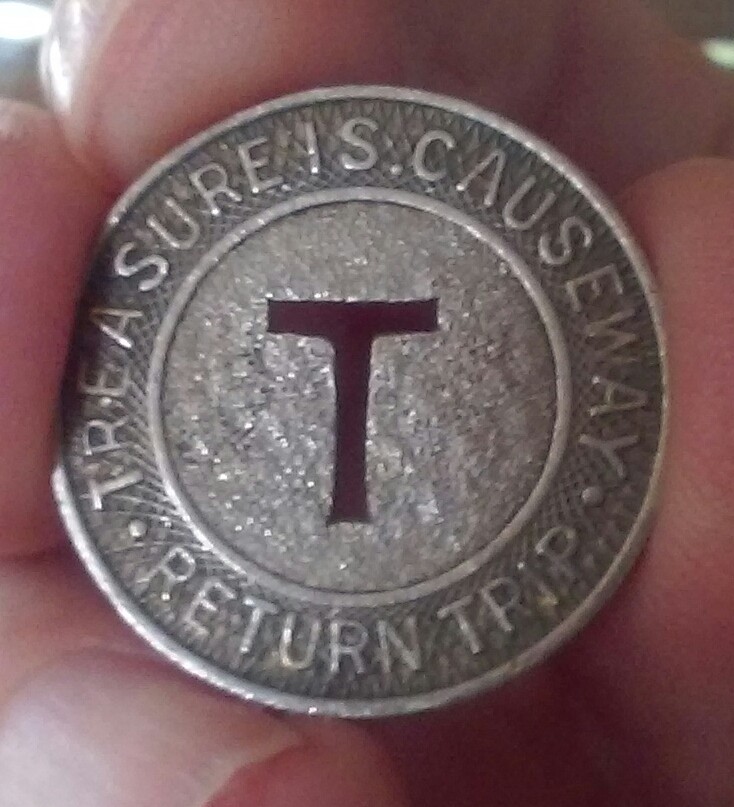 TREASURE IS. CAUSEWAY
T
• RETURN TRIP •